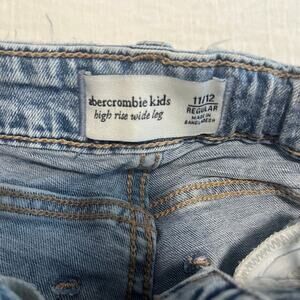 abercrombie kids
high rise wide leg
11/12
REGULAR
MADE IN
BANGLADESH